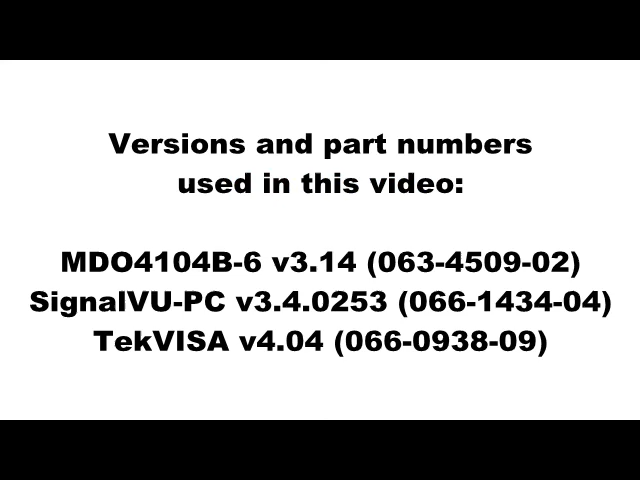 Versions and part numbers
used in this video:
MDO4104B-6 v3.14 (063-4509-02)
SignalVU-PC v3.4.0253 (066-1434-04)
TekVISA v4.04 (066-0938-09)